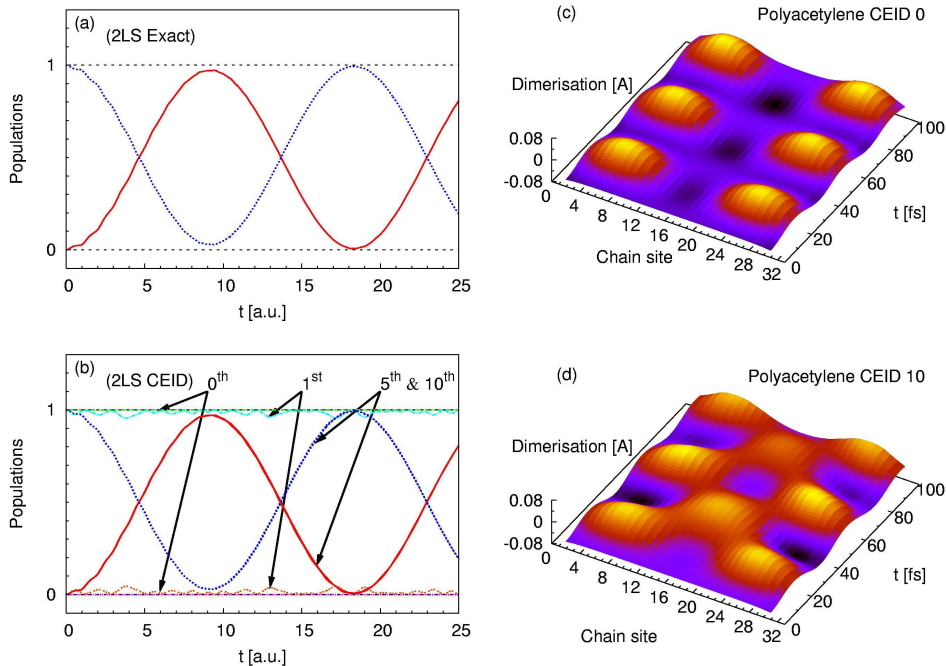 (a)
(2LS Exact)
1
0
Populations
0 5 10 15 20 25
t [a.u.]
(b)
(2LS CEID)
0th
1st
5th & 10th
1
0
Populations
0 5 10 15 20 25
t [a.u.]
(c)
Polyacetylene CEID 0
Dimerisation [A]
0.08
0
-0.08
0 4 8 12 16 20 24 28 32
Chain site
0 20 40 60 80 100
t [fs]
(d)
Polyacetylene CEID 10
Dimerisation [A]
0.08
0
-0.08
0 4 8 12 16 20 24 28 32
Chain site
0 20 40 60 80 100
t [fs]